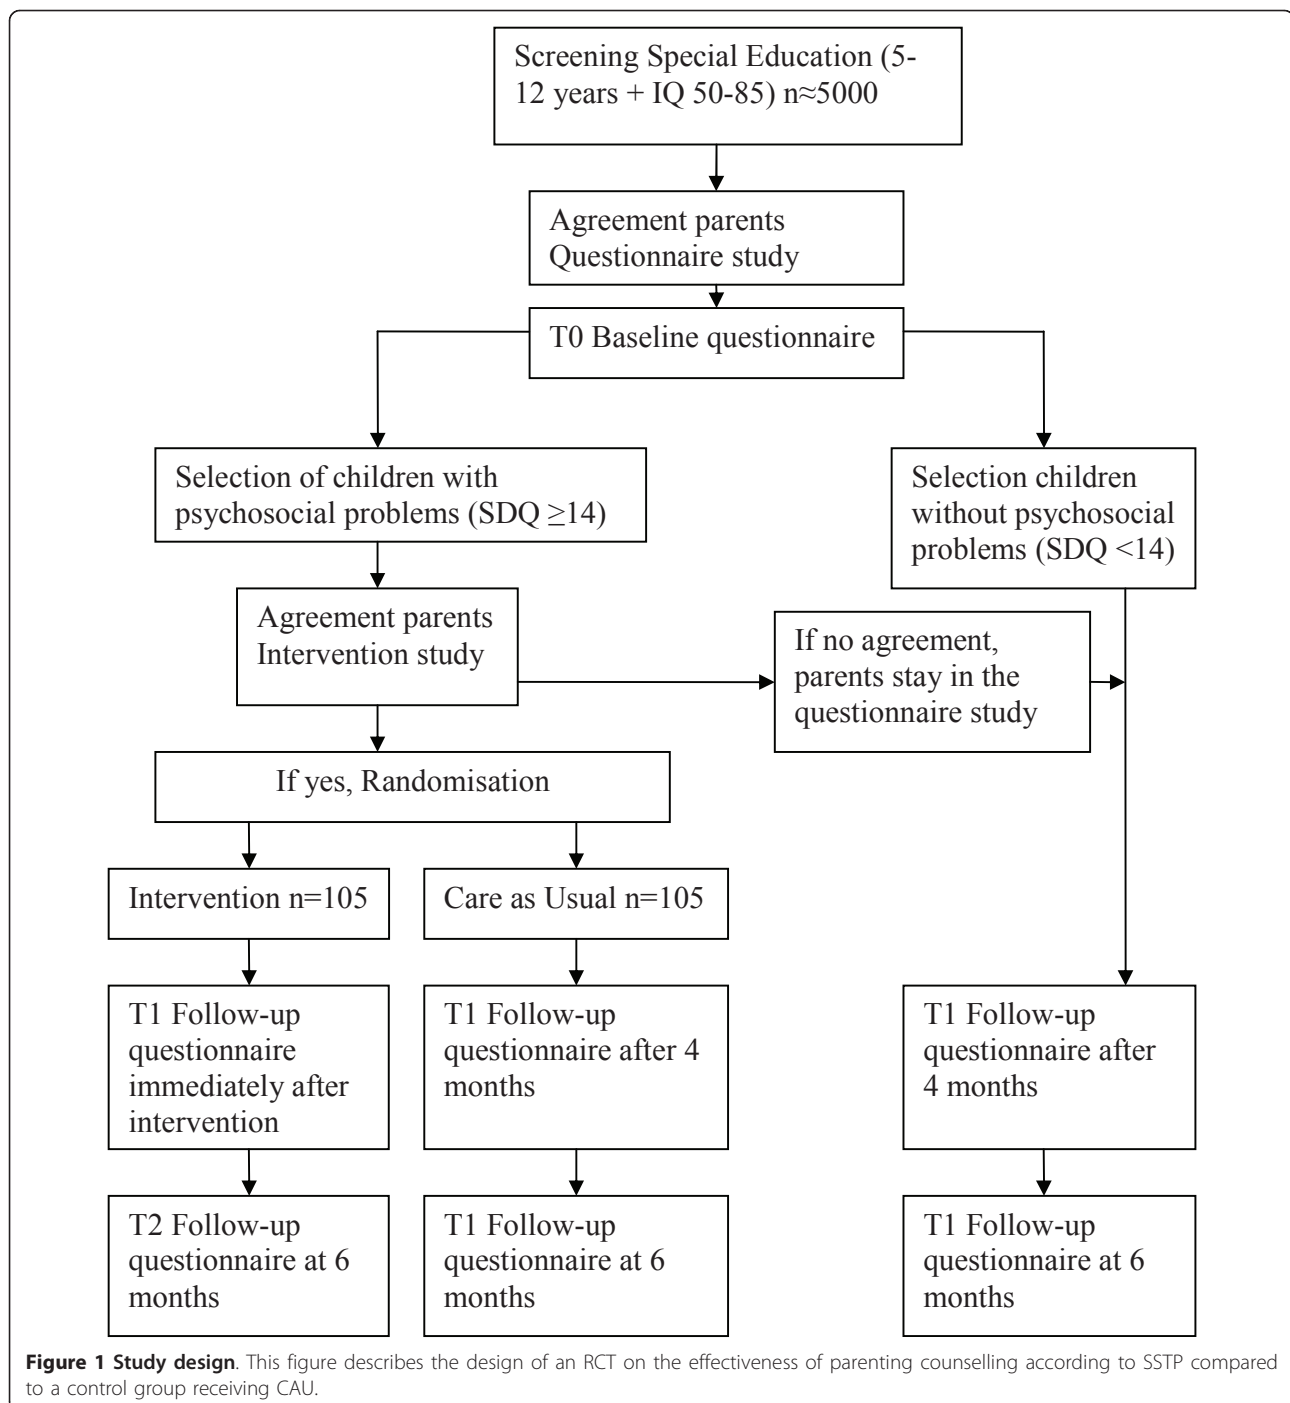 Screening Special Education (5-
12 years + IQ 50-85) n≈5000
Agreement parents
Questionnaire study
T0 Baseline questionnaire
Selection of children with
psychosocial problems (SDQ ≥14)
Selection children
without psychosocial
problems (SDQ <14)
Agreement parents
Intervention study
If no agreement,
parents stay in the
questionnaire study
If yes, Randomisation
Intervention n=105
Care as Usual n=105
T1 Follow-up
questionnaire
immediately after
intervention
T1 Follow-up
questionnaire after 4
months
T1 Follow-up
questionnaire after
4 months
T2 Follow-up
questionnaire at 6
months
T1 Follow-up
questionnaire at 6
months
T1 Follow-up
questionnaire at 6
months
Figure 1 Study design. This figure describes the design of an RCT on the effectiveness of parenting counselling according to SSTP compared
to a control group receiving CAU.